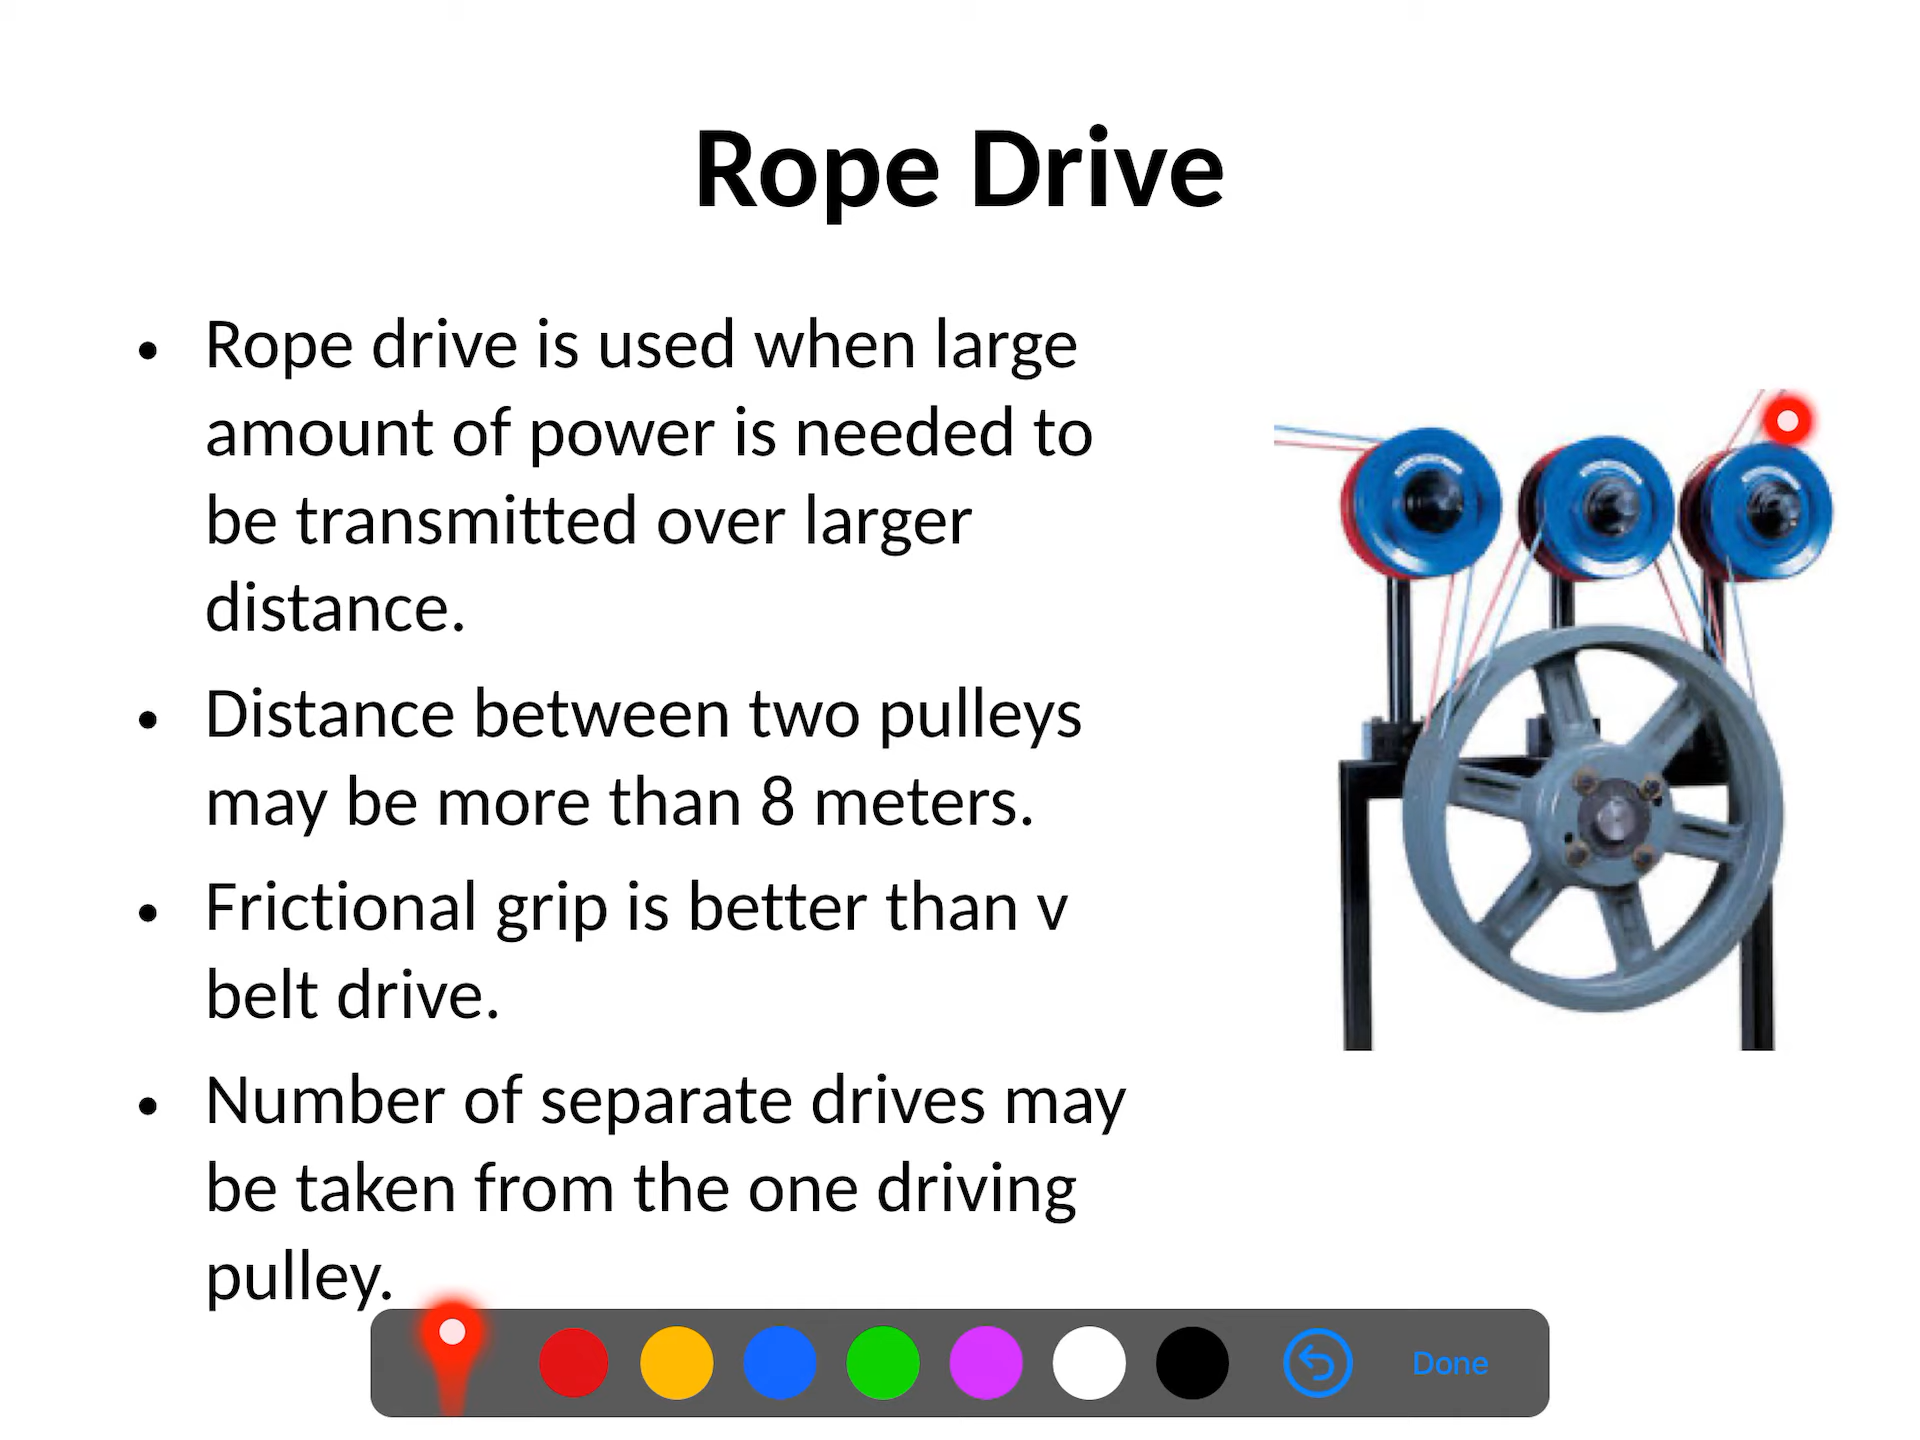 Rope Drive
• Rope drive is used when large
amount of power is needed to
be transmitted over larger
distance.
• Distance between two pulleys
may be more than 8 meters.
• Frictional grip is better than v
belt drive.
• Number of separate drives may
be taken from the one driving
pulley.
Done